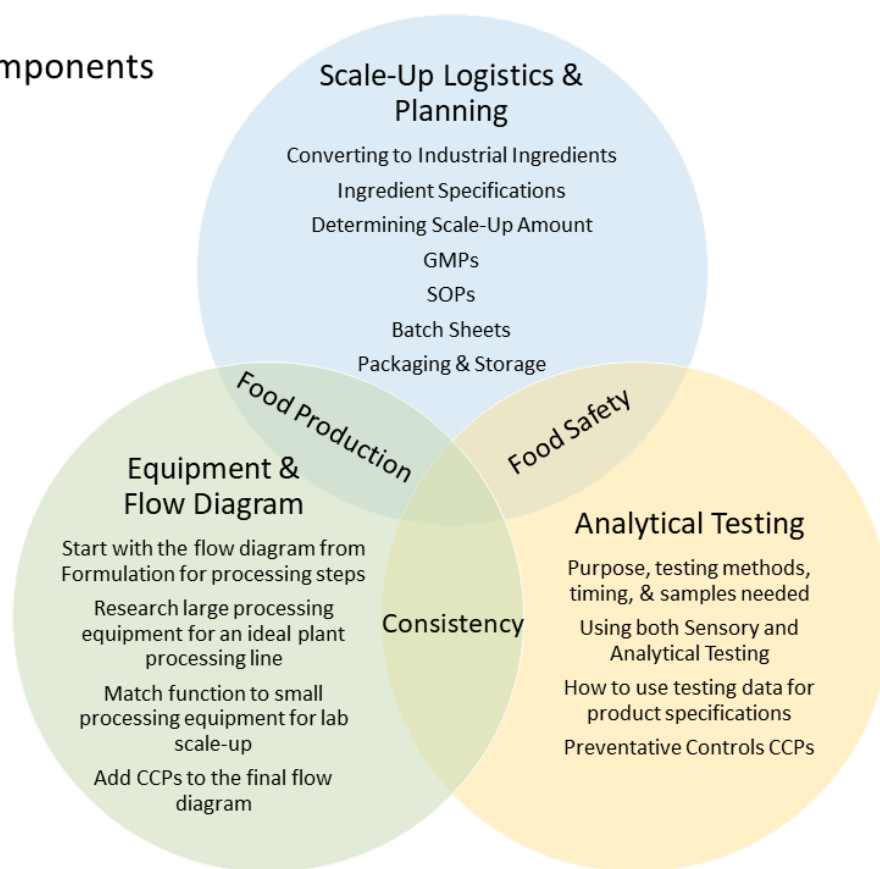 mponents
Scale-Up Logistics &
Planning
Converting to Industrial Ingredients
Ingredient Specifications
Determining Scale-Up Amount
GMPs
SOPs
Batch Sheets
Packaging & Storage
Food Production
Food Safety
Equipment &
Flow Diagram
Start with the flow diagram from
Formulation for processing steps
Research large processing
equipment for an ideal plant
processing line
Match function to small
processing equipment for lab
scale-up
Add CCPs to the final flow
diagram
Consistency
Analytical Testing
Purpose, testing methods,
timing, & samples needed
Using both Sensory and
Analytical Testing
How to use testing data for
product specifications
Preventative Controls CCPs